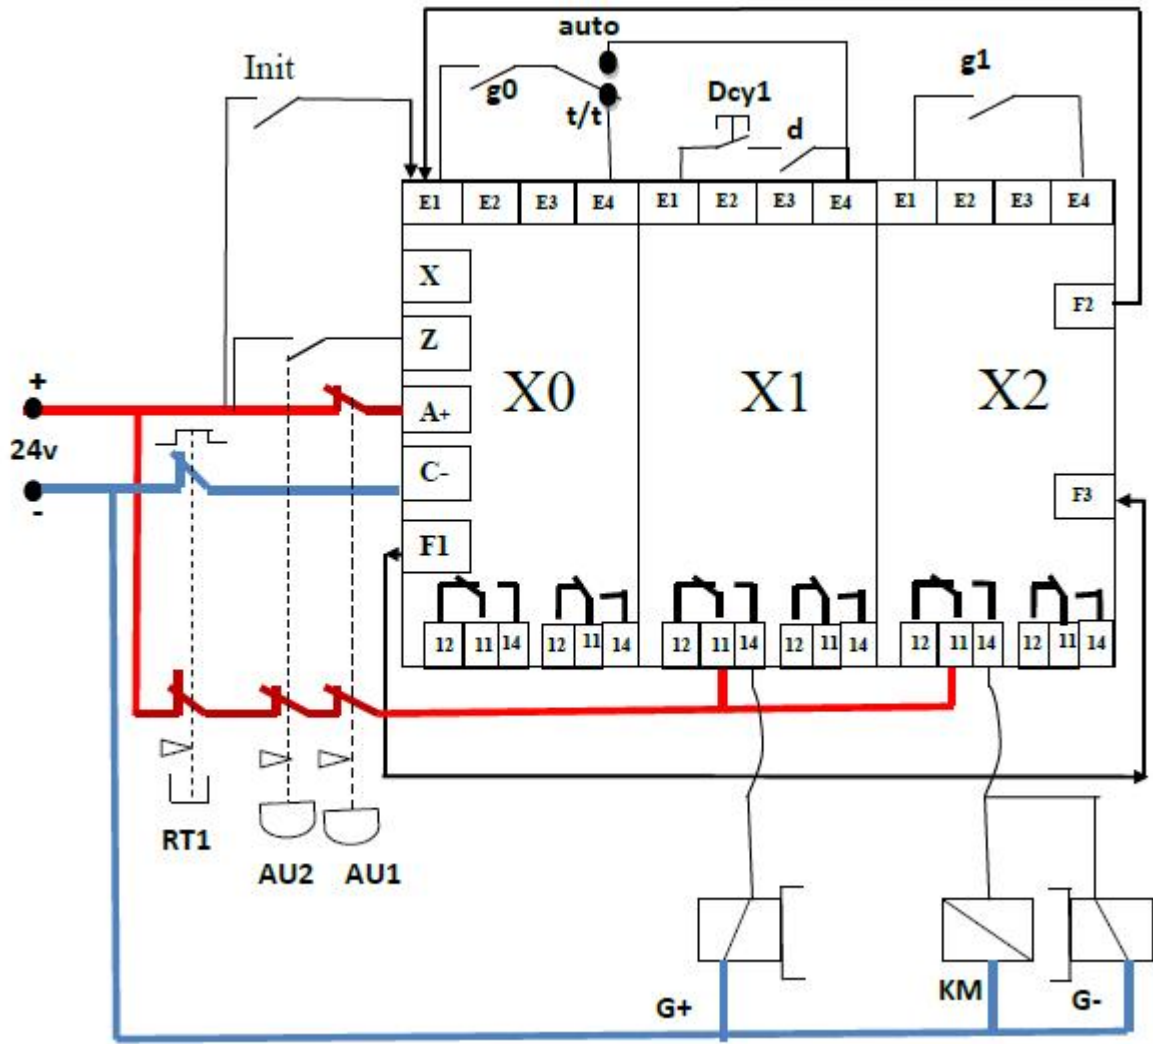 auto
Init
g0
t/t
Dcy1
d
g1
E1 E2 E3 E4 E1 E2 E3 E4 E1 E2 E3 E4
X
F2
Z
X0 X1 X2
+
A+
24v
C-
F3
-
F1
12 11 14 12 11 14 12 11 14 12 11 14 12 11 14 12 11 14
RT1
AU2 AU1
G+
KM
G-